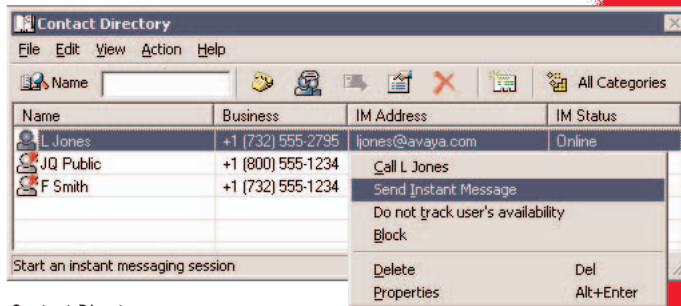 Contact Directory
File Edit View Action Help
Name All Categories
Name Business IM Address IM Status
L Jones +1 (732) 555-2795 ljones@avaya.com Online
JQ Public +1 (800) 555-1234
F Smith +1 (732) 555-1234
Call L Jones
Send Instant Message
Do not track user's availability
Block
Delete Del
Properties Alt+Enter
Start an instant messaging session